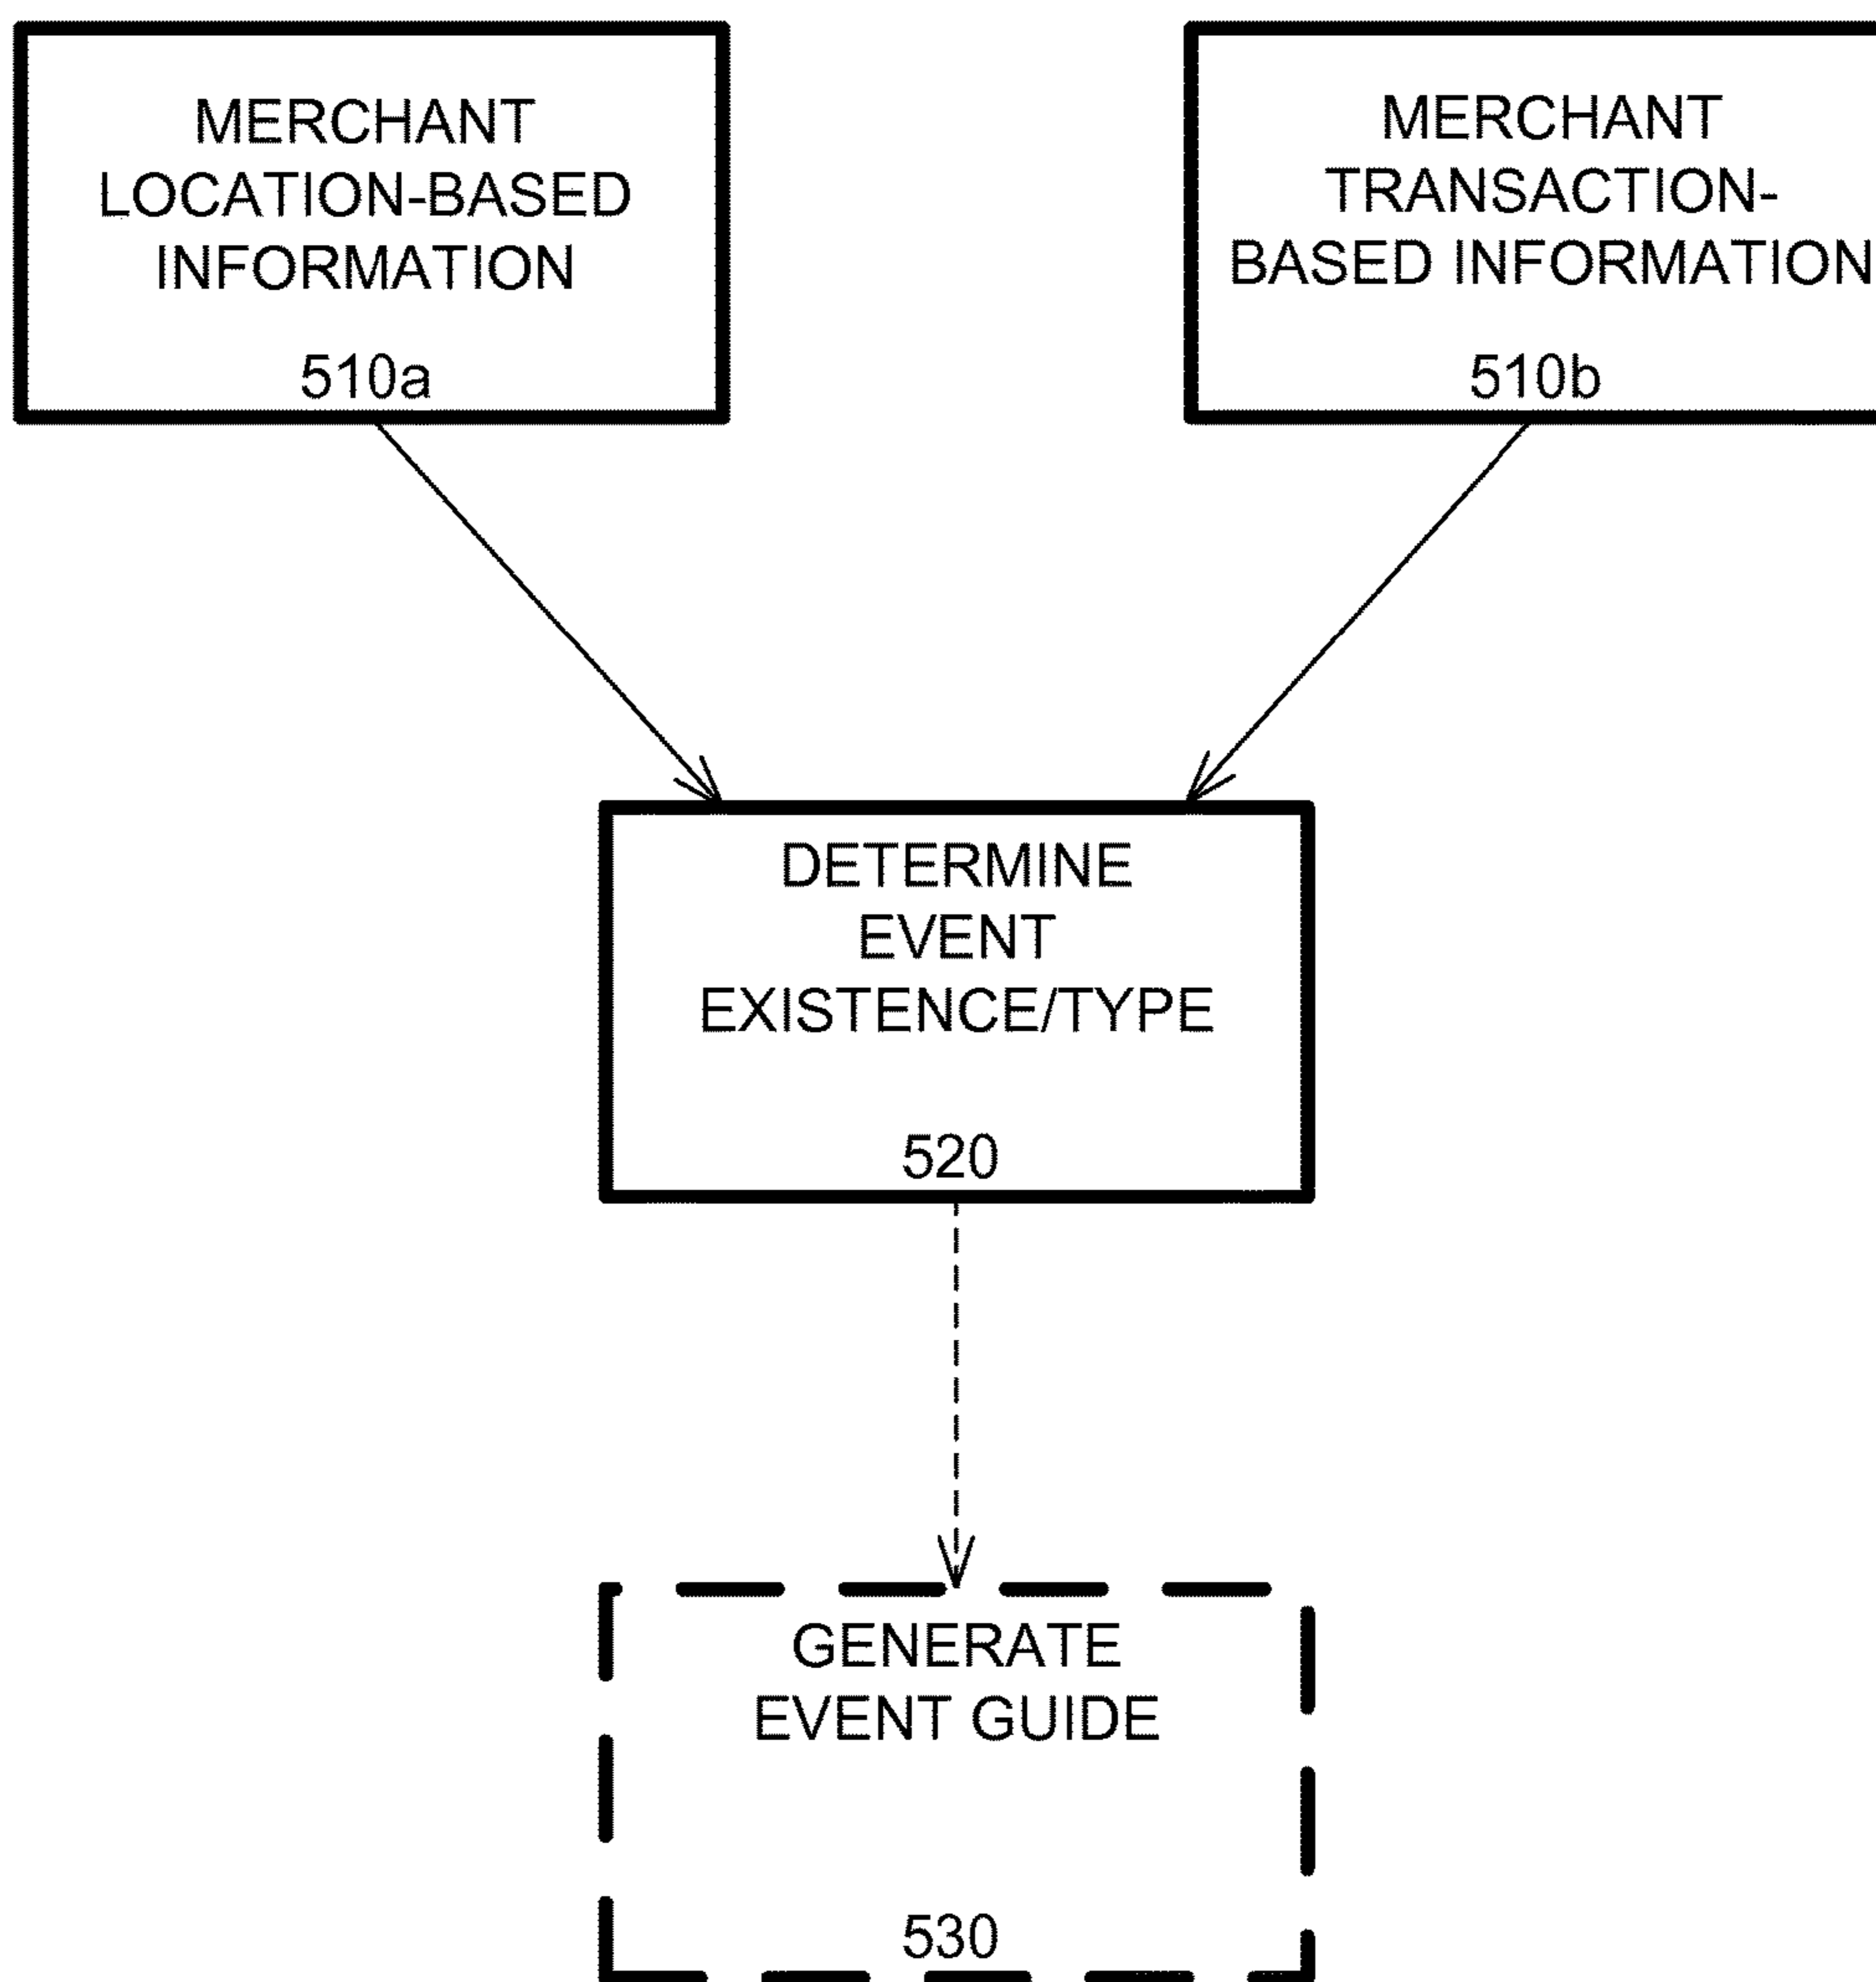 MERCHANT
LOCATION-BASED
INFORMATION
510a
MERCHANT
TRANSACTION-
BASED INFORMATION
510b
DETERMINE
EVENT
EXISTENCE/TYPE
520
GENERATE
EVENT GUIDE
530